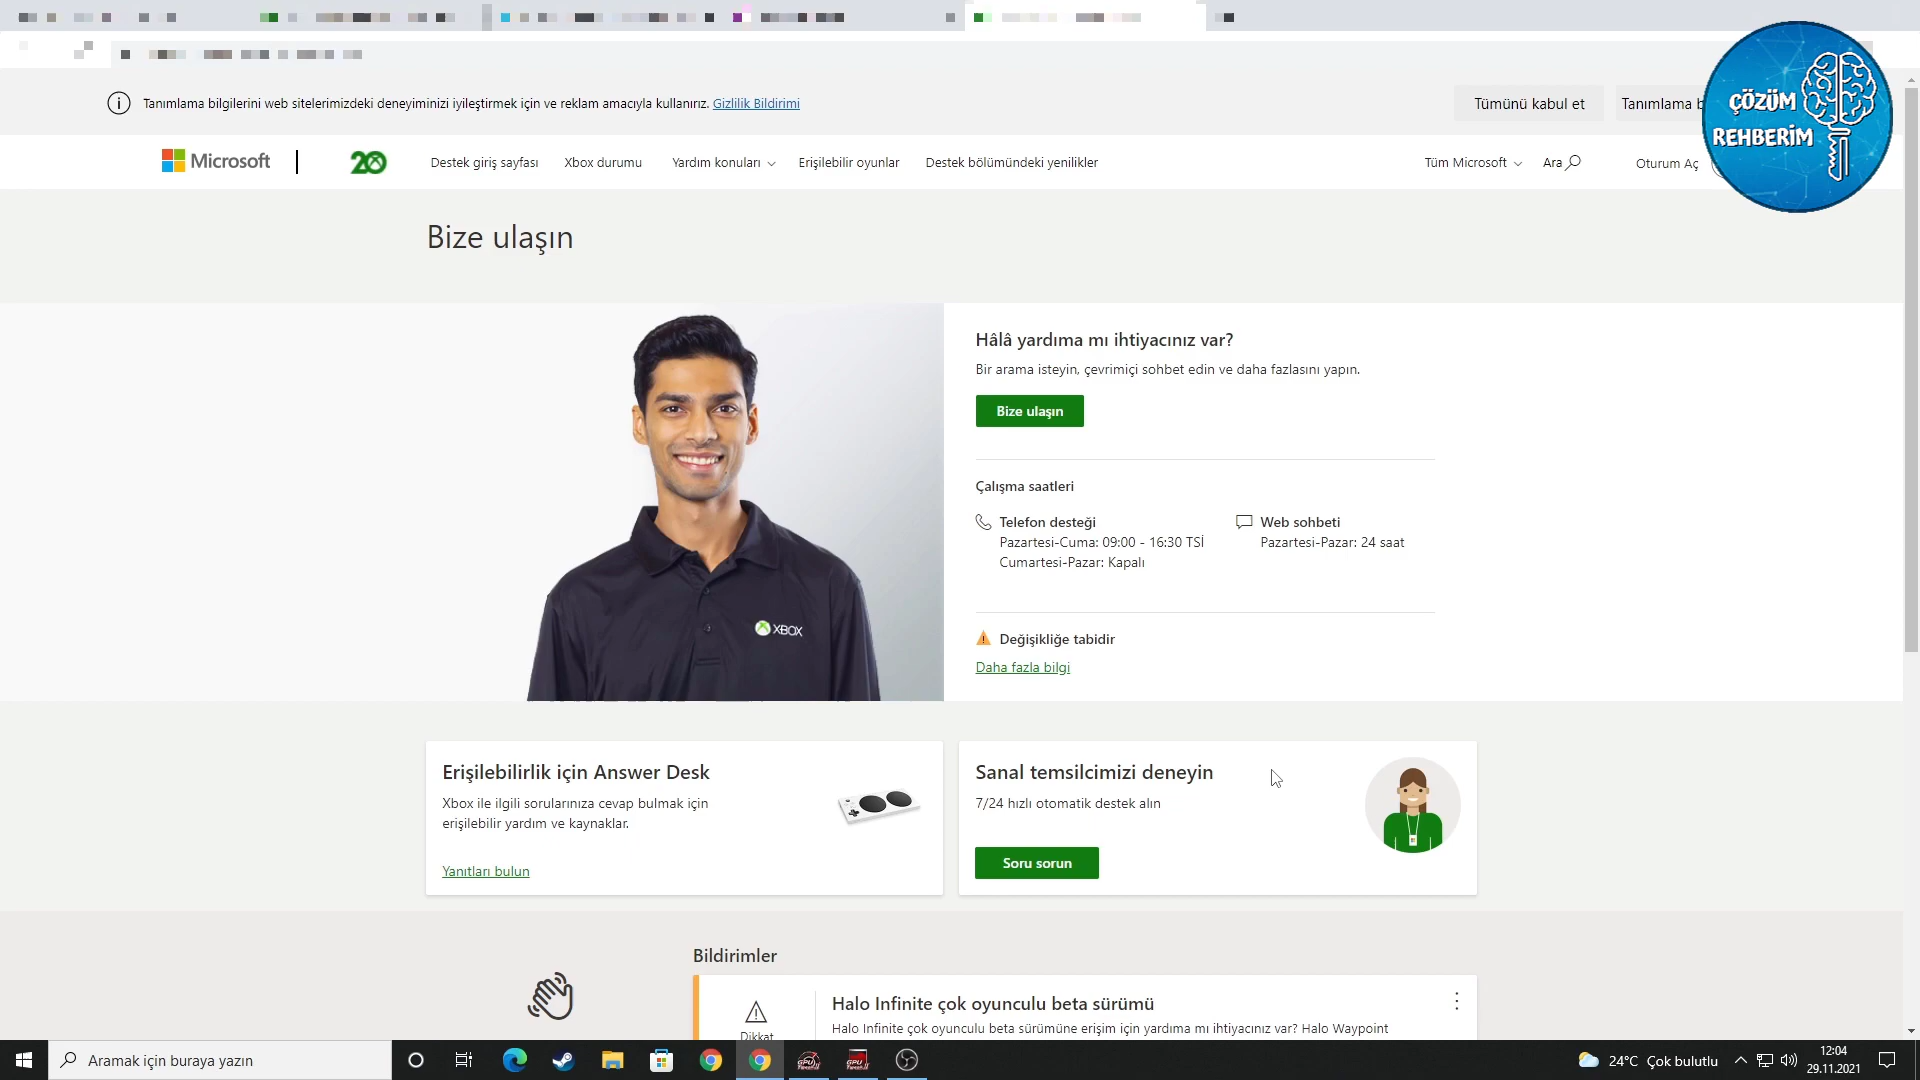 Tanımlama bilgilerini web sitelerimizdeki deneyiminizi iyileştirmek için ve reklam amacıyla kullanırız. Gizlilik Bildirimi
Tümünü kabul et
Tanımlama
ÇÖZÜM
REHBERİM
Microsoft
20
Destek giriş sayfası
Xbox durumu
Yardım konuları
Erişilebilir oyunlar
Destek bölümündeki yenilikler
Tüm Microsoft
Ara
Oturum Aç
Bize ulaşın
XBOX
Hâlâ yardıma mı ihtiyacınız var?
Bir arama isteyin, çevrimiçi sohbet edin ve daha fazlasını yapın.
Bize ulaşın
Çalışma saatleri
Telefon desteği
Pazartesi-Cuma: 09:00 - 16:30 TSİ
Cumartesi-Pazar: Kapalı
Web sohbeti
Pazartesi-Pazar: 24 saat
Değişikliğe tabidir
Daha fazla bilgi
Erişilebilirlik için Answer Desk
Xbox ile ilgili sorularınıza cevap bulmak için
erişilebilir yardım ve kaynaklar.
Yanıtları bulun
Sanal temsilcimizi deneyin
7/24 hızlı otomatik destek alın
Soru sorun
Bildirimler
Dikkat
Halo Infinite çok oyunculu beta sürümü
Halo Infinite çok oyunculu beta sürümüne erişim için yardıma mı ihtiyacınız var? Halo Waypoint
Aramak için buraya yazın
24°C Çok bulutlu
12:04
29.11.2021